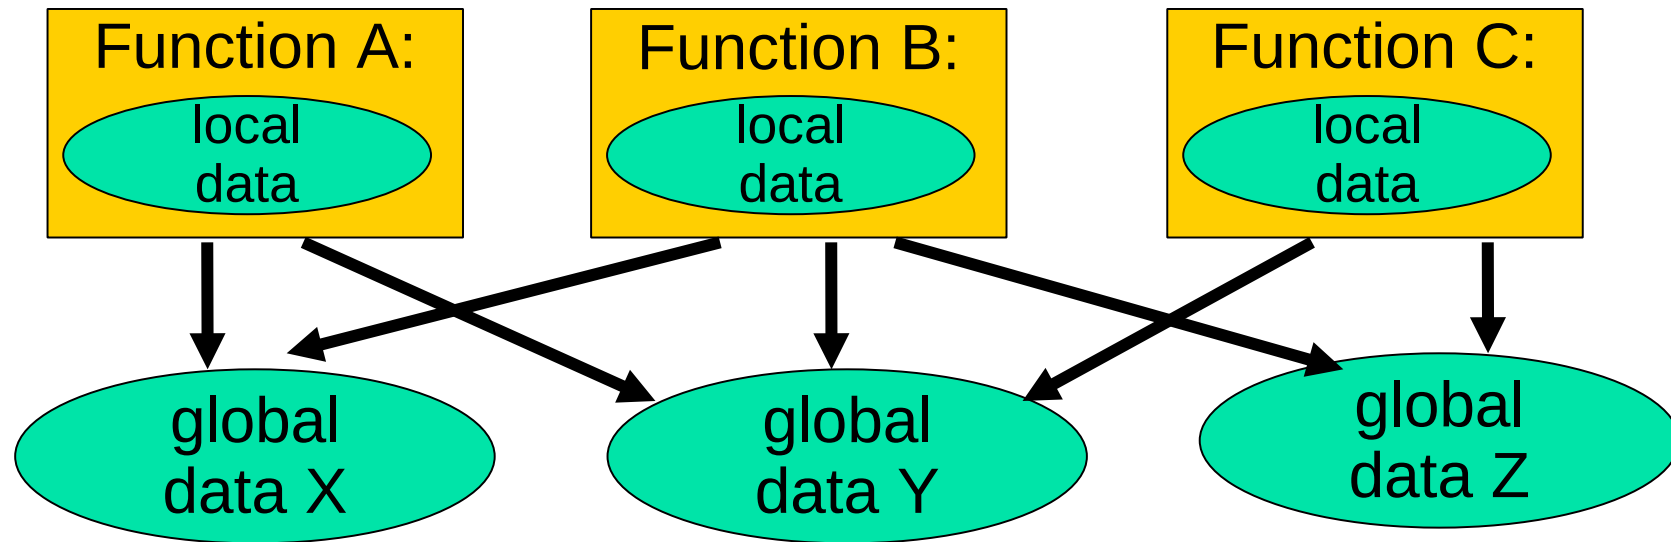 Function A:
local
data
Function B:
local
data
Function C:
local
data
global
data X
global
data Y
global
data Z